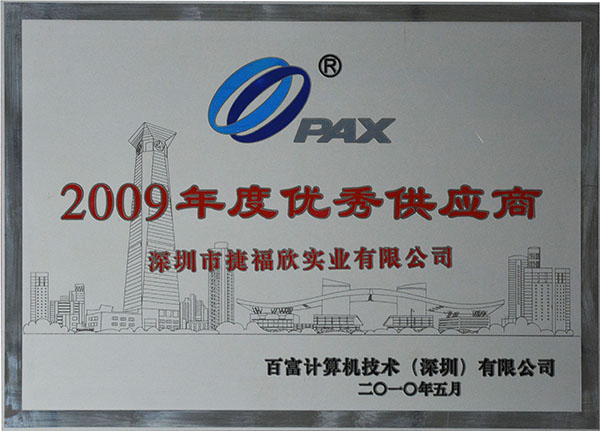 ®
PAX
2009年度优秀供应商
深圳市捷福欣实业有限公司
百富计算机技术（深圳）有限公司
二〇一〇年五月